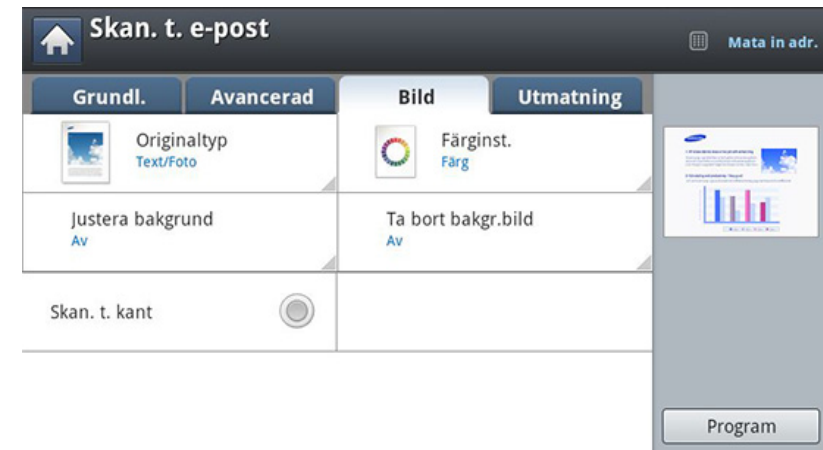 Skan. t. e-post
Mata in adr.
Grundl.
Avancerad
Bild
Utmatning
Originaltyp
Text/Foto
Färginst.
Färg
Justera bakgrund
Av
Ta bort bakgr.bild
Av
Skan. t. kant
Program